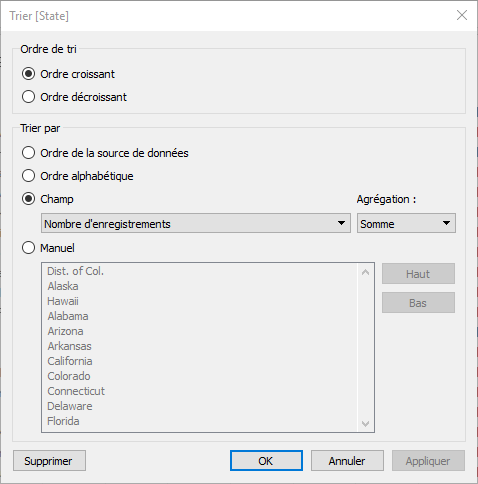 Trier [State]
Ordre de tri
Ordre croissant
Ordre décroissant
Trier par
Ordre de la source de données
Ordre alphabétique
Champ
Agrégation :
Nombre d'enregistrements
Somme
Manuel
Dist. of Col.
Alaska
Hawaii
Alabama
Arizona
Arkansas
California
Colorado
Connecticut
Delaware
Florida
Haut
Bas
Supprimer
OK
Annuler
Appliquer